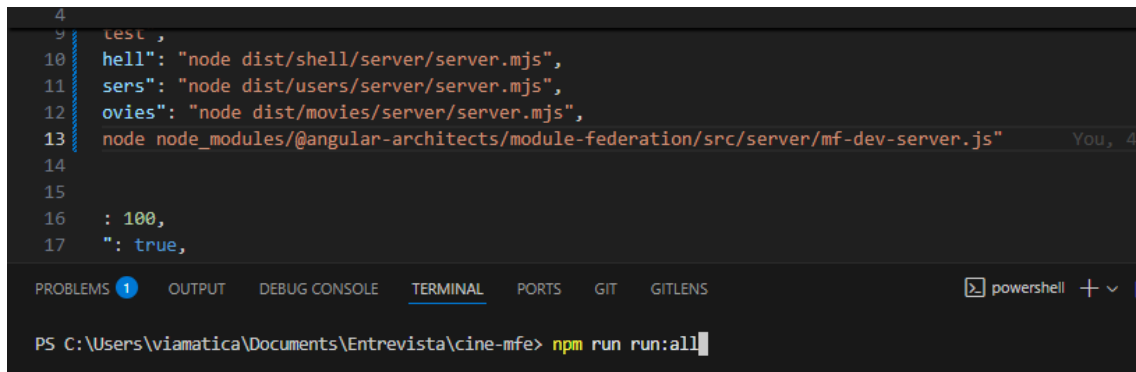 4
9 test",
10 hell": "node dist/shell/server/server.mjs",
11 sers": "node dist/users/server/server.mjs",
12 ovies": "node dist/movies/server/server.mjs",
13 node node_modules/@angular-architects/module-federation/src/server/mf-dev-server.js" You, 4
14
15
16 : 100,
17 ": true,
PROBLEMS 1 OUTPUT DEBUG CONSOLE TERMINAL PORTS GIT GITLENS powershell
PS C:\Users\viamatica\Documents\Entrevista\cine-mfe> npm run run:all